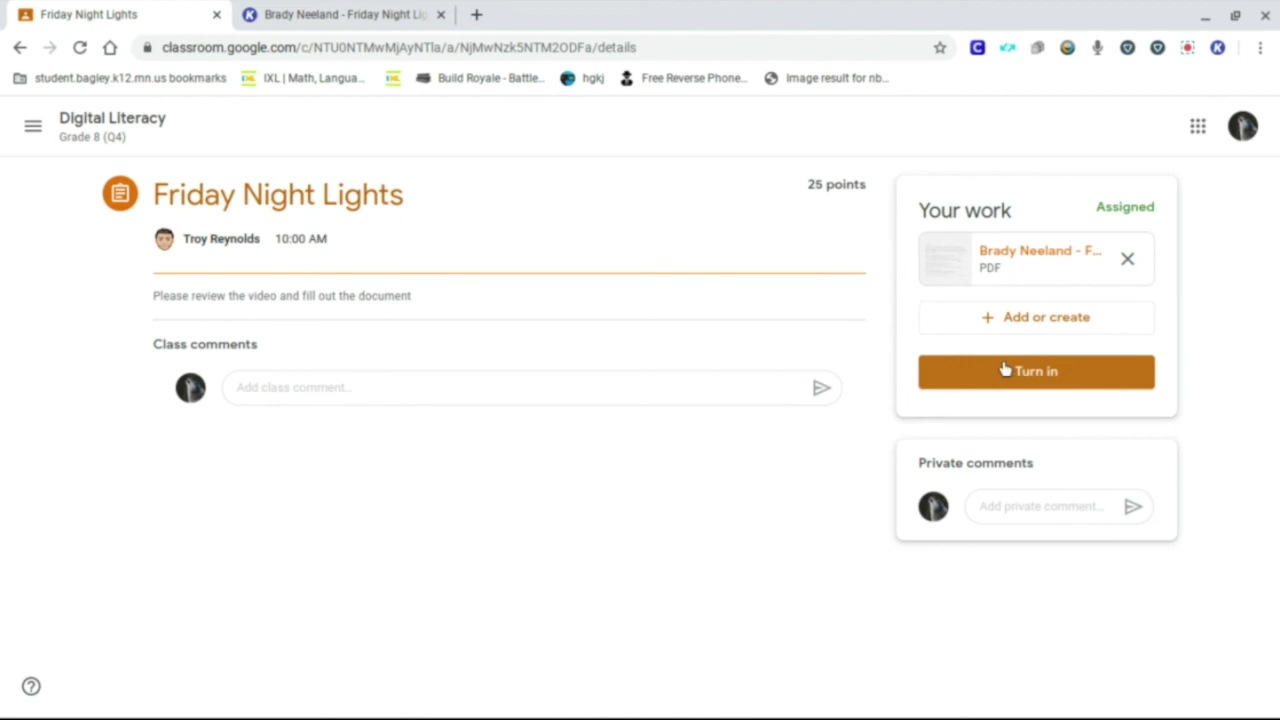 Friday Night Lights
Brady Neeland - Friday Night Lig
classroom.google.com/c/NTU0NTMwMjAyNTla/a/NjMwNzk5NTM2ODFa/details
student.bagley.k12.mn.us bookmarks
IXL | Math, Langua...
Build Royale - Battle...
hgkj
Free Reverse Phone...
Image result for nb...
Digital Literacy
Grade 8 (Q4)
Friday Night Lights
25 points
Troy Reynolds 10:00 AM
Please review the video and fill out the document
Class comments
Add class comment...
Your work
Assigned
Brady Neeland - F...
PDF
+ Add or create
Turn in
Private comments
Add private comment...